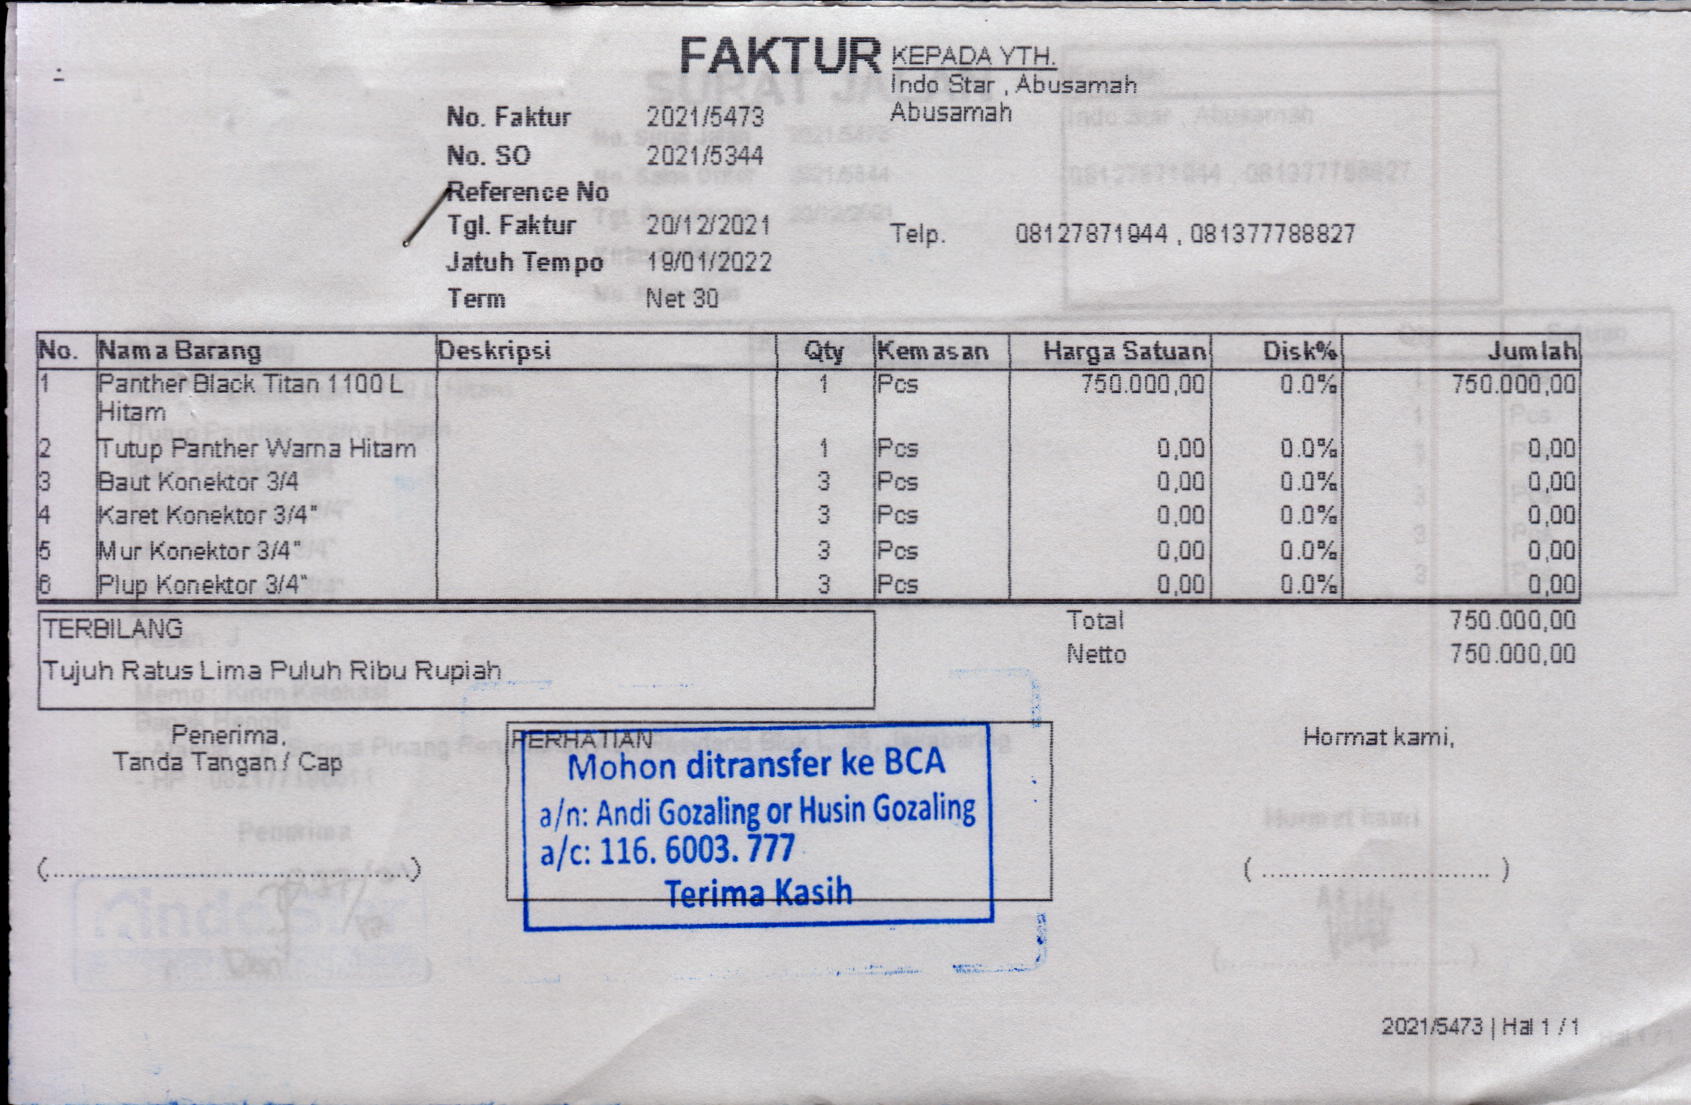 FAKTUR
KEPADA YTH.
Indo Star , Abusamah
Abusamah
No. Faktur 2021/5473
No. SO 2021/5344
Reference No
Tgl. Faktur 20/12/2021
Telp. 08127871944 , 081377788827
Jatuh Tempo 19/01/2022
Term Net 30
No. Nama Barang Deskripsi Qty Kemasan Harga Satuan Disk% Jumlah
1 Panther Black Titan 1100 L 1 Pcs 750.000,00 0.0% 750.000,00
Hitam
2 Tutup Panther Warna Hitam 1 Pcs 0,00 0.0% 0,00
3 Baut Konektor 3/4 3 Pcs 0,00 0.0% 0,00
4 Karet Konektor 3/4" 3 Pcs 0,00 0.0% 0,00
5 Mur Konektor 3/4" 3 Pcs 0,00 0.0% 0,00
6 Plup Konektor 3/4" 3 Pcs 0,00 0.0% 0,00
TERBILANG
Tujuh Ratus Lima Puluh Ribu Rupiah
Total 750.000,00
Netto 750.000,00
Penerima,
Tanda Tangan / Cap
(............................................)
PERHATIAN
Mohon ditransfer ke BCA
a/n: Andi Gozaling or Husin Gozaling
a/c: 116. 6003. 777
Terima Kasih
Hormat kami,
( ............................ )
2021/5473 | Hal 1 / 1